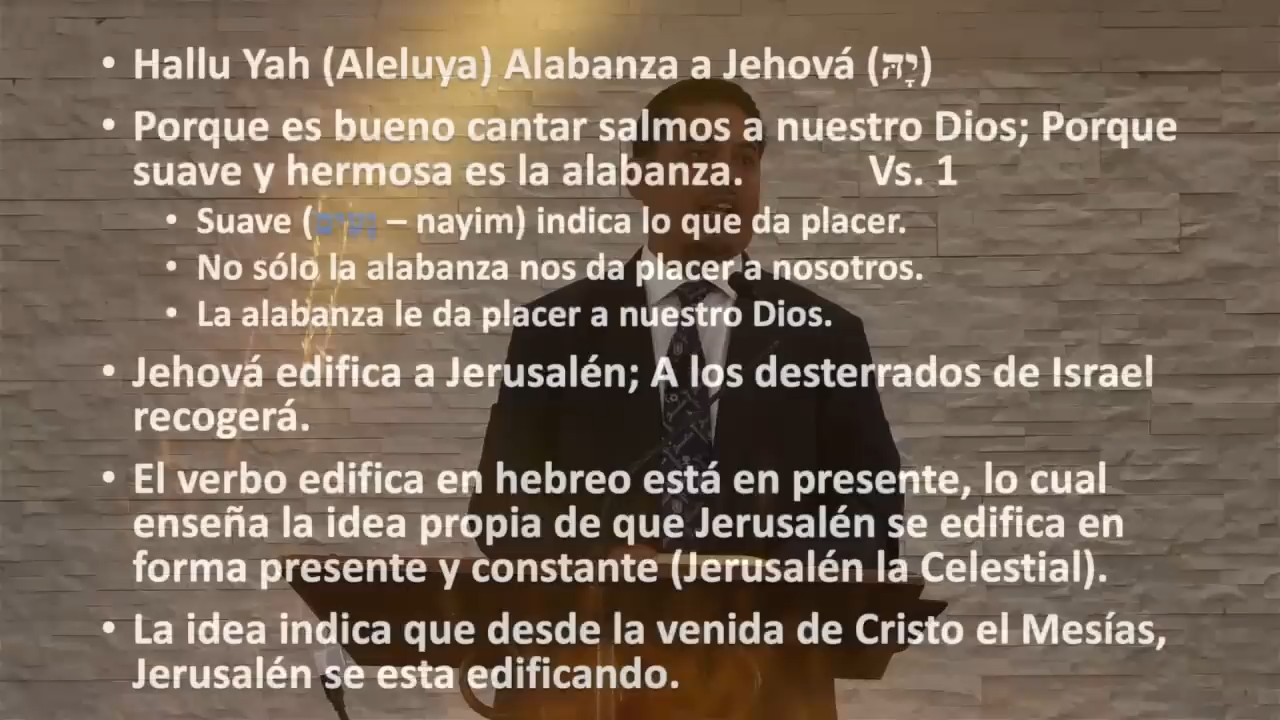 • Hallu Yah (Aleluya) Alabanza a Jehová (יָהּ)
• Porque es bueno cantar salmos a nuestro Dios; Porque
suave y hermosa es la alabanza. Vs. 1
• Suave ( – nayim) indica lo que da placer.
• No sólo la alabanza nos da placer a nosotros.
• La alabanza le da placer a nuestro Dios.
• Jehová edifica a Jerusalén; A los desterrados de Israel
recogerá.
• El verbo edifica en hebreo está en presente, lo cual
enseña la idea propia de que Jerusalén se edifica en
forma presente y constante (Jerusalén la Celestial).
• La idea indica que desde la venida de Cristo el Mesías,
Jerusalén se esta edificando.